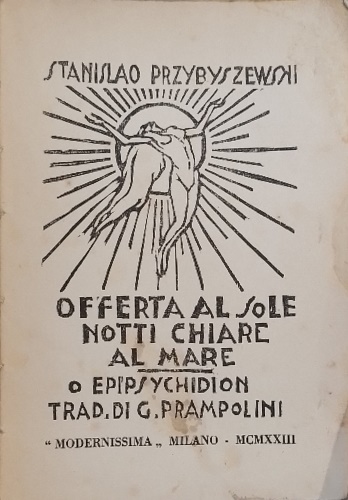 STANISLAO PRZYBYSZEWSKI
OFFERTA AL SOLE
NOTTI CHIARE
AL MARE
O EPIPSYCHIDION
TRAD. DI G. PRAMPOLINI
“ MODERNISSIMA „ MILANO - MCMXXIII